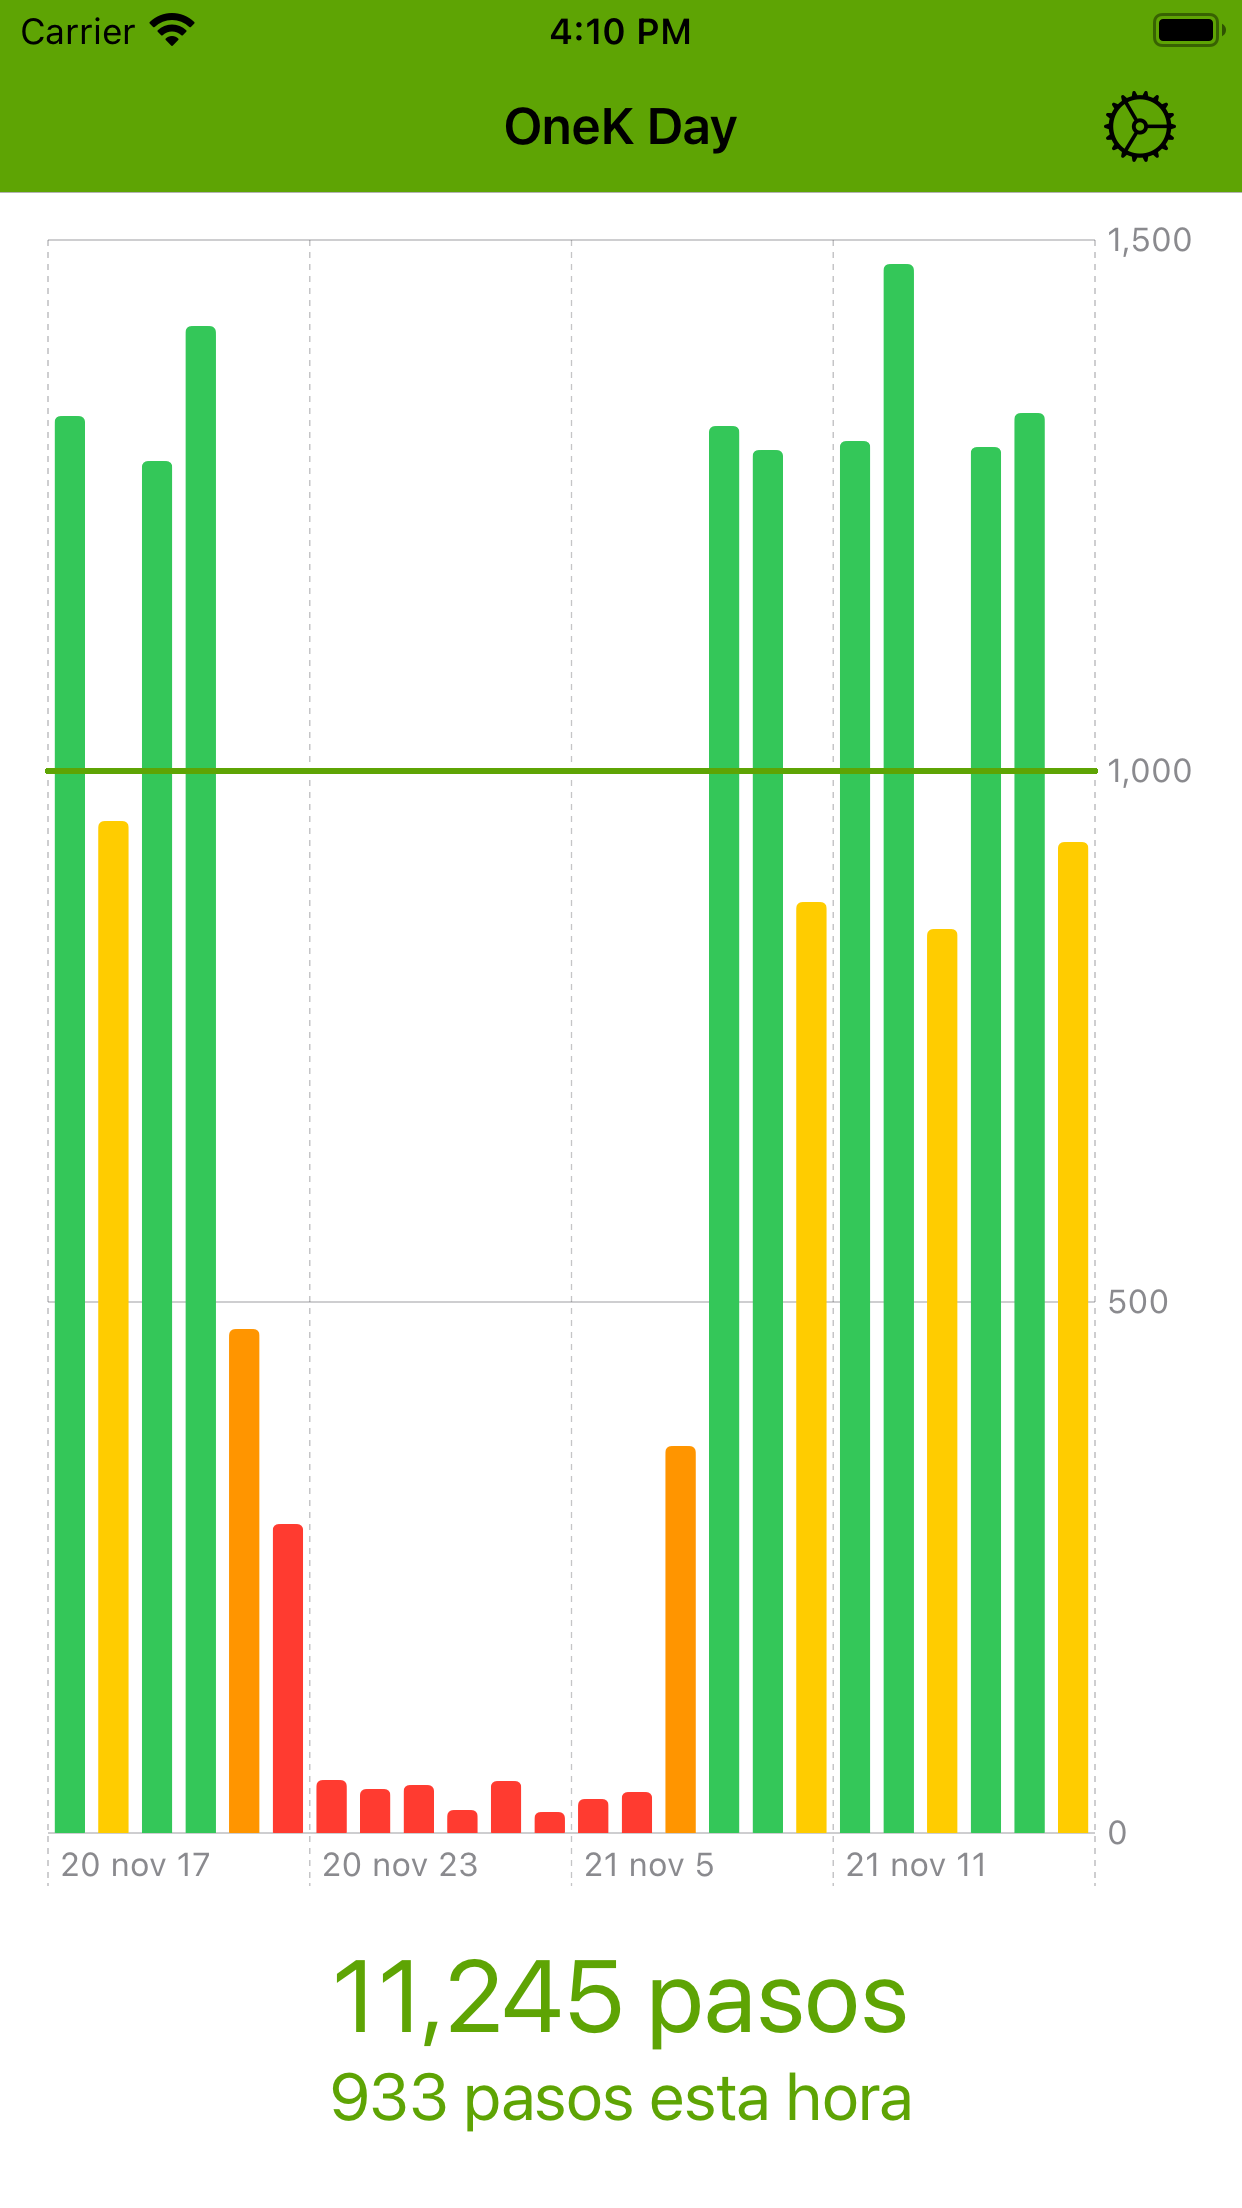 Carrier 4:10 PM
OneK Day
1,500
1,000
500
0
20 nov 17 20 nov 23 21 nov 5 21 nov 11
11,245 pasos
933 pasos esta hora